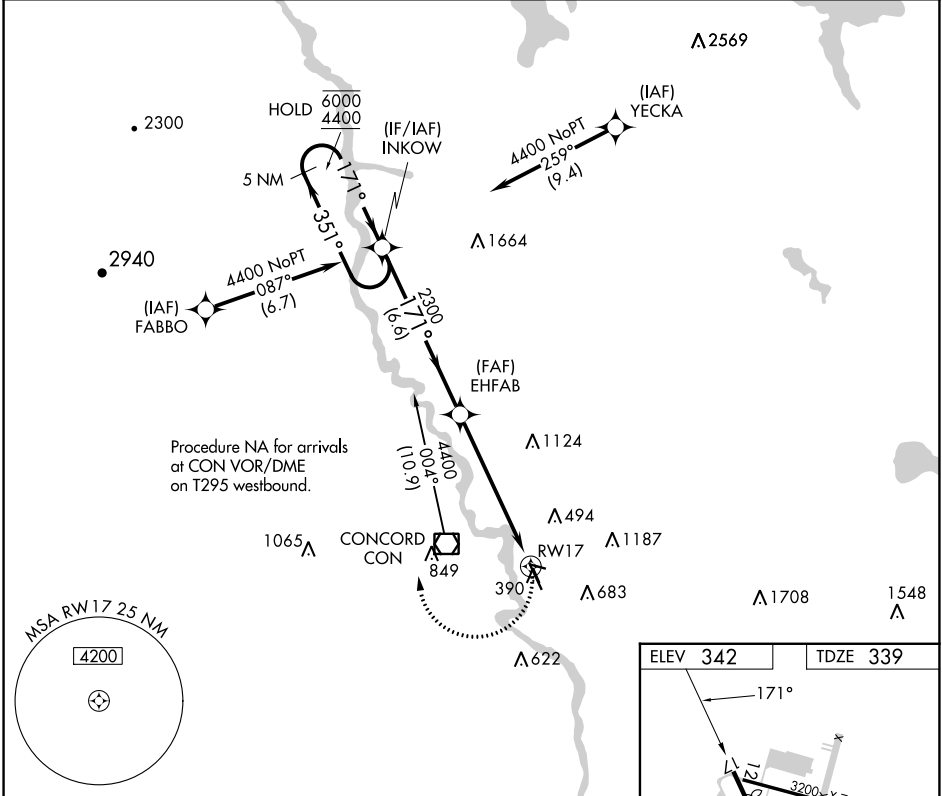 2569
(IAF)
YECKA
4400 NoPT
259°
(9.4)
HOLD
6000
4400
(IF/IAF)
INKOW
2300
5 NM
171°
351°
1664
2940
4400 NoPT
087°
(6.7)
(IAF)
FABBO
2300
171°
(6.6)
(FAF)
EHFAB
1124
Procedure NA for arrivals
at CON VOR/DME
on T295 westbound.
4400
004°
(10.9)
494
1065
CONCORD
CON
849
RW17
1187
390
683
1708
1548
622
MSA RW17 25 NM
4200
ELEV 342
TDZE 339
171°
17
12
3200 X